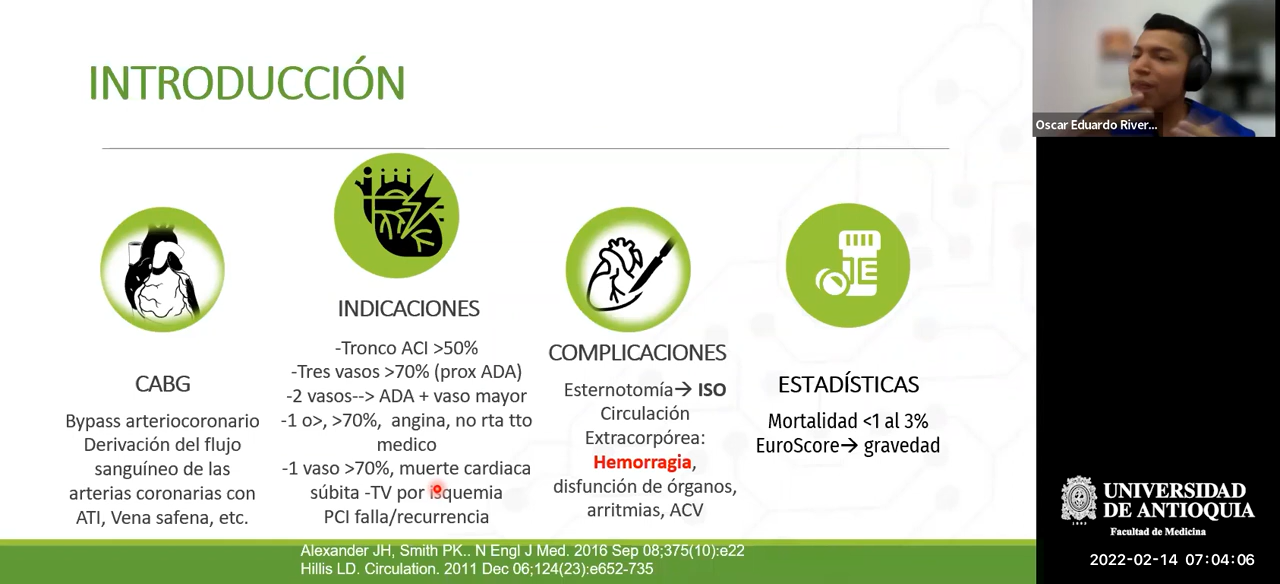 INTRODUCCIÓN
CABG
Bypass arteriocoronario
Derivación del flujo
sanguíneo de las
arterias coronarias con
ATI, Vena safena, etc.
INDICACIONES
-Tronco ACI >50%
-Tres vasos >70% (prox ADA)
-2 vasos--> ADA + vaso mayor
-1 o>, >70%, angina, no rta tto
medico
-1 vaso >70%, muerte cardiaca
súbita -TV por isquemia
PCI falla/recurrencia
COMPLICACIONES
Esternotomía→ ISO
Circulación
Extracorpórea:
Hemorragia,
disfunción de órganos,
arritmias, ACV
ESTADÍSTICAS
Mortalidad <1 al 3%
EuroScore→ gravedad
Alexander JH, Smith PK.. N Engl J Med. 2016 Sep 08;375(10):e22
Hillis LD. Circulation. 2011 Dec 06;124(23):e652-735
Oscar Eduardo River...
UNIVERSIDAD
DE ANTIOQUIA
1803
Facultad de Medicina
2022-02-14 07:04:06